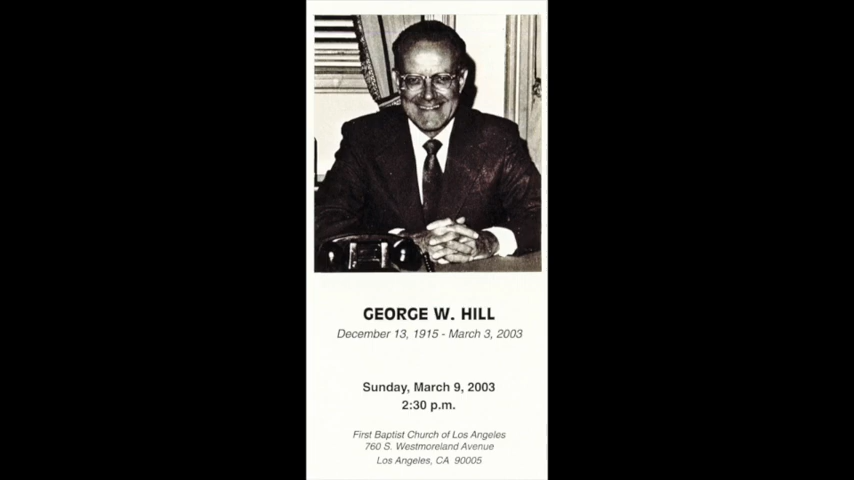 GEORGE W. HILL
December 13, 1915 - March 3, 2003
Sunday, March 9, 2003
2:30 p.m.
First Baptist Church of Los Angeles
760 S. Westmoreland Avenue
Los Angeles, CA 90005